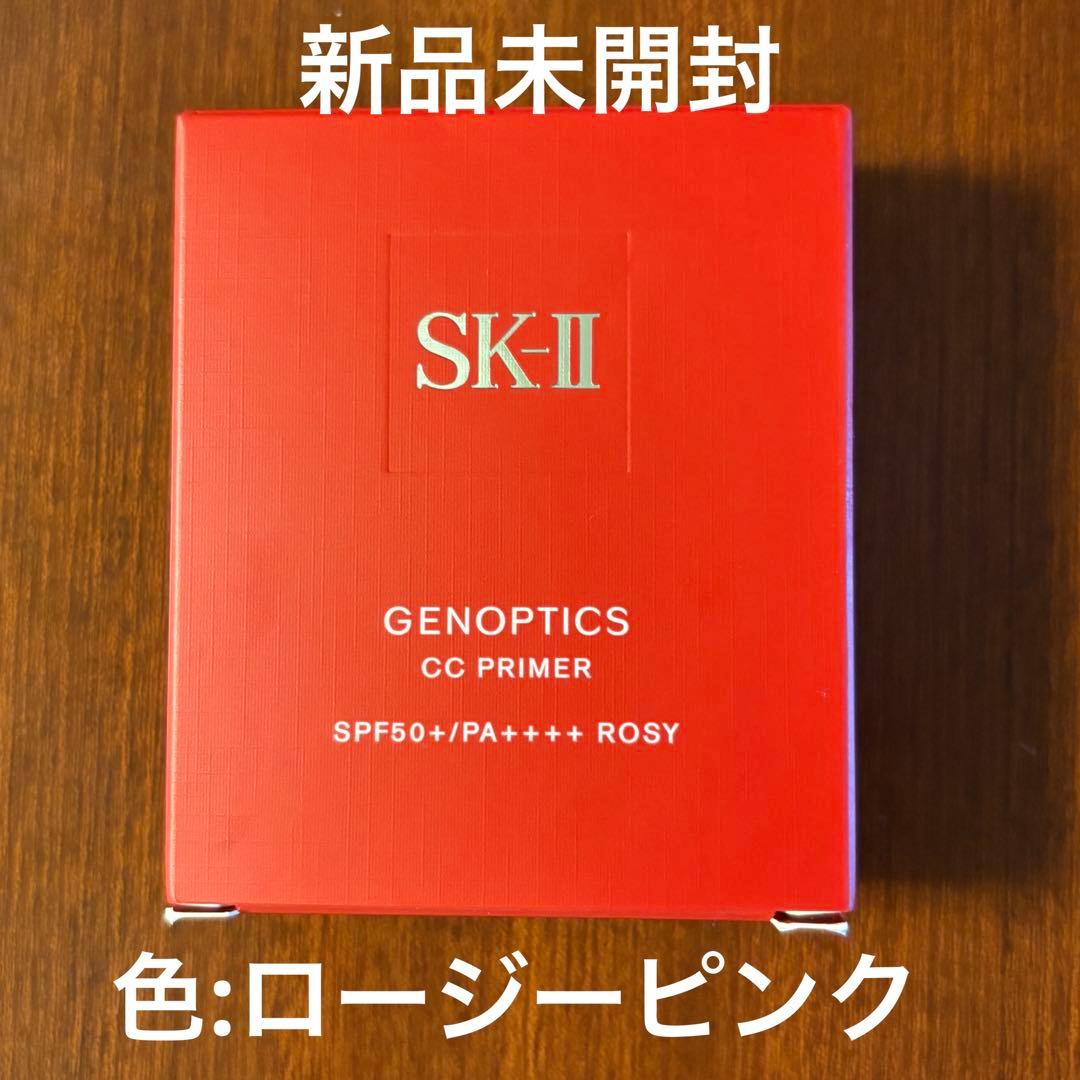 新品未開封
SK-II
GENOPTICS
CC PRIMER
SPF50+/PA++++ ROSY
色:ロージーピンク